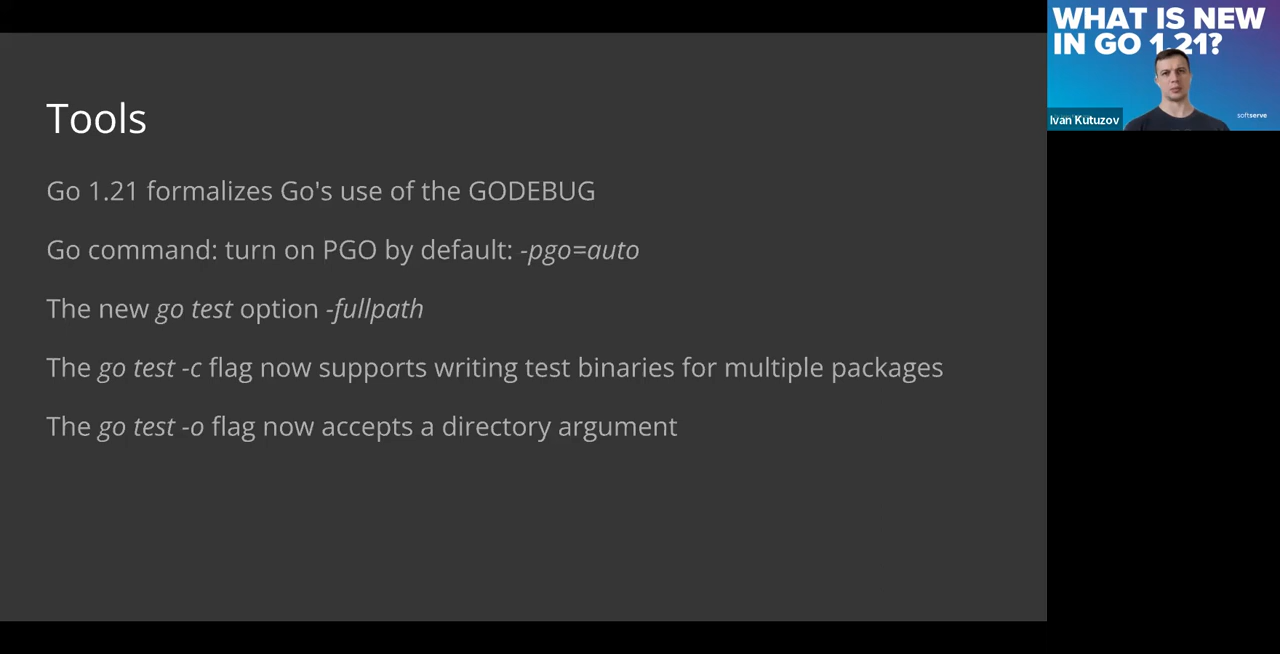 Tools
Go 1.21 formalizes Go's use of the GODEBUG
Go command: turn on PGO by default: -pgo=auto
The new go test option -fullpath
The go test -c flag now supports writing test binaries for multiple packages
The go test -o flag now accepts a directory argument
WHAT IS NEW
IN GO 1.21?
softserve
Ivan Kutuzov